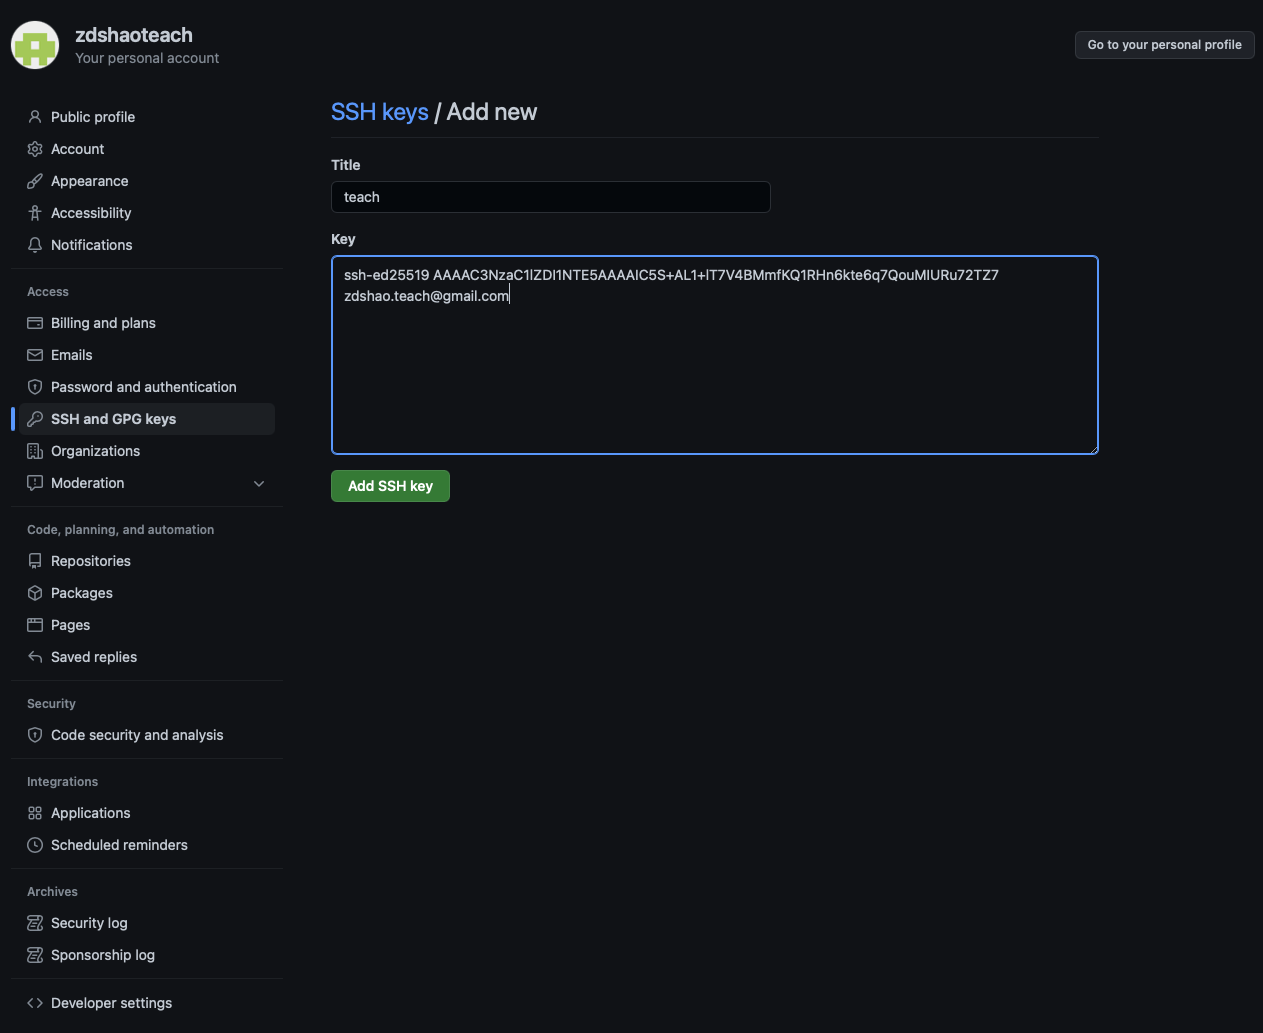 zdshaoteach
Your personal account
Go to your personal profile
Public profile
Account
Appearance
Accessibility
Notifications
Access
Billing and plans
Emails
Password and authentication
SSH and GPG keys
Organizations
Moderation
Code, planning, and automation
Repositories
Packages
Pages
Saved replies
Security
Code security and analysis
Integrations
Applications
Scheduled reminders
Archives
Security log
Sponsorship log
Developer settings
SSH keys / Add new
Title
teach
Key
ssh-ed25519 AAAAC3NzaC1lZDI1NTE5AAAAIC5S+AL1+IT7V4BMmfKQ1RHn6kte6q7QouMIURu72TZ7
zdshao.teach@gmail.com
Add SSH key